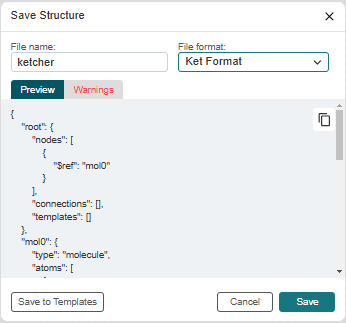 Save Structure
File name: File format:
ketcher Ket Format
Preview Warnings
{
"root": {
"nodes": [
{
"$ref": "mol0"
}
],
"connections": [],
"templates": []
},
"mol0": {
"type": "molecule",
"atoms": [
Save to Templates Cancel Save